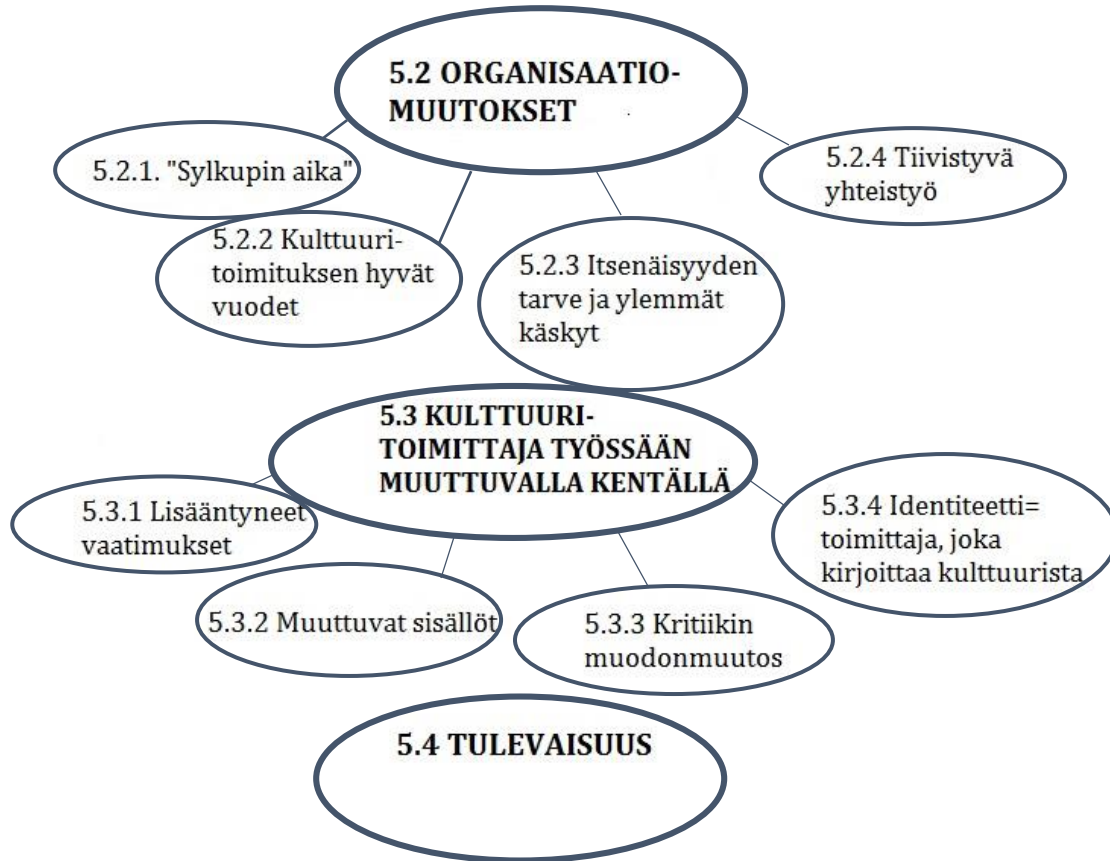 5.2 ORGANISAATIO-
MUUTOKSET
5.2.1. "Sylkupin aika"
5.2.2 Kulttuuri-
toimituksen hyvät
vuodet
5.2.3 Itsenäisyyden
tarve ja ylemmät
käskyt
5.2.4 Tiivistyvä
yhteistyö
5.3 KULTTUURI-
TOIMITTAJA TYÖSSÄÄN
MUUTTUVALLA KENTÄLLÄ
5.3.1 Lisääntyneet
vaatimukset
5.3.2 Muuttuvat sisällöt
5.3.3 Kritiikin
muodonmuutos
5.3.4 Identiteetti=
toimittaja, joka
kirjoittaa kulttuurista
5.4 TULEVAISUUS